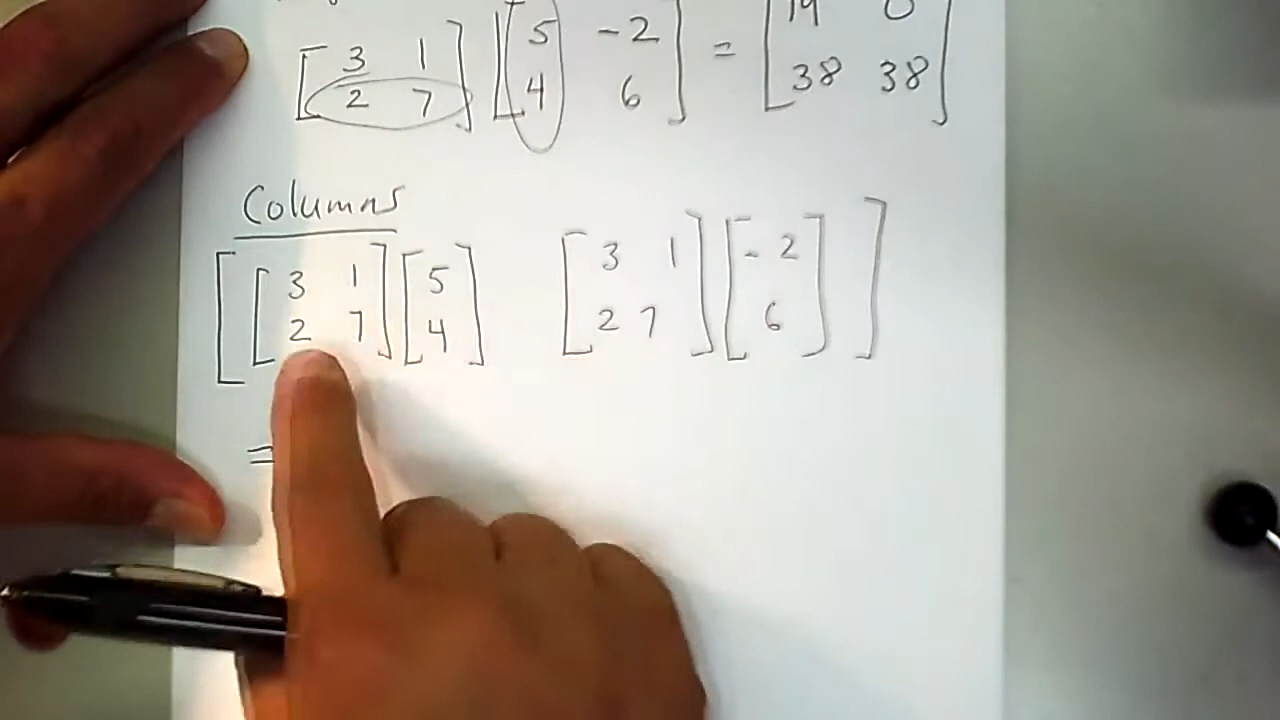 [ 3 1 ] [ 5 -2 ] = [ 19 0 ]
[ 2 7 ] [ 4 6 ] [ 38 38 ]
Columns
[ [ 3 1 ] [ 5 ] [ 3 1 ] [ -2 ] ]
[ [ 2 7 ] [ 4 ] [ 2 7 ] [ 6 ] ]
=